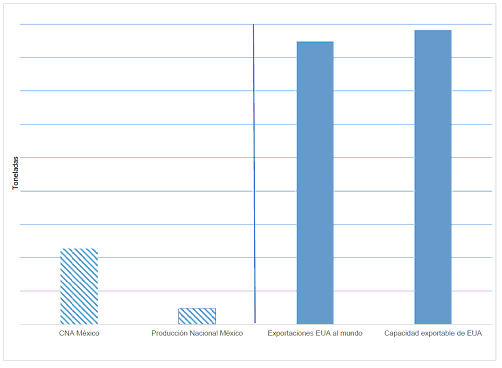 Toneladas
CNA México
Producción Nacional México
Exportaciones EUA al mundo
Capacidad exportable de EUA